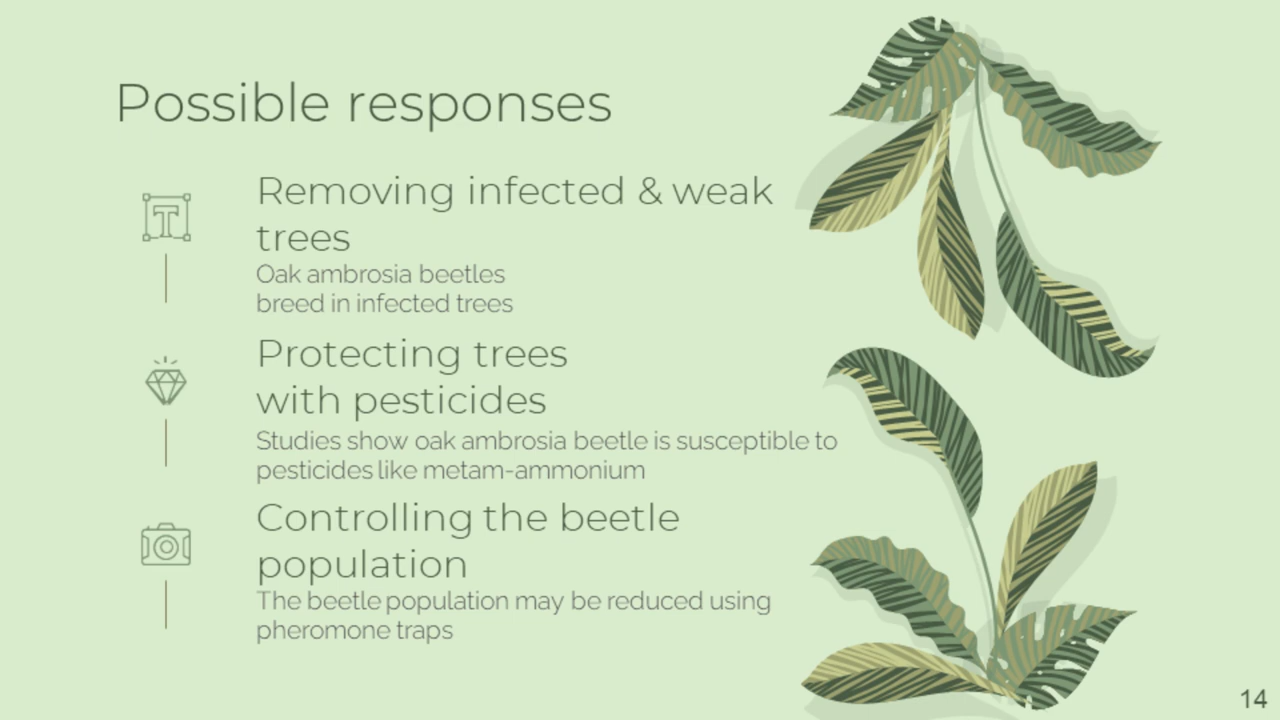 Possible responses
Removing infected & weak
trees
Oak ambrosia beetles
breed in infected trees
Protecting trees
with pesticides
Studies show oak ambrosia beetle is susceptible to
pesticides like metam-ammonium
Controlling the beetle
population
The beetle population may be reduced using
pheromone traps
14